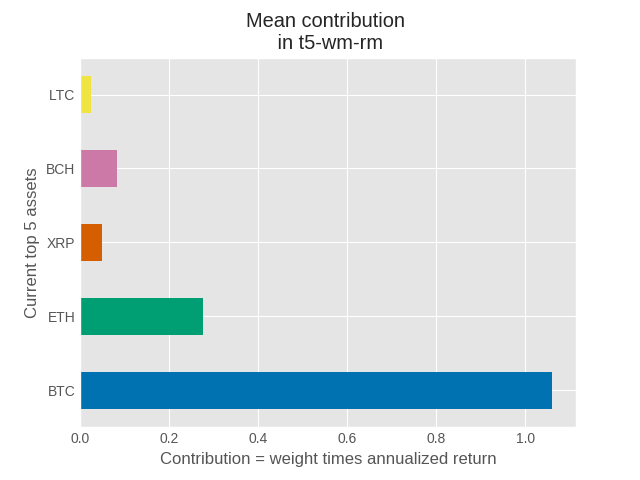 Mean contribution
in t5-wm-rm
LTC
BCH
XRP
ETH
BTC
Current top 5 assets
0.0 0.2 0.4 0.6 0.8 1.0
Contribution = weight times annualized return